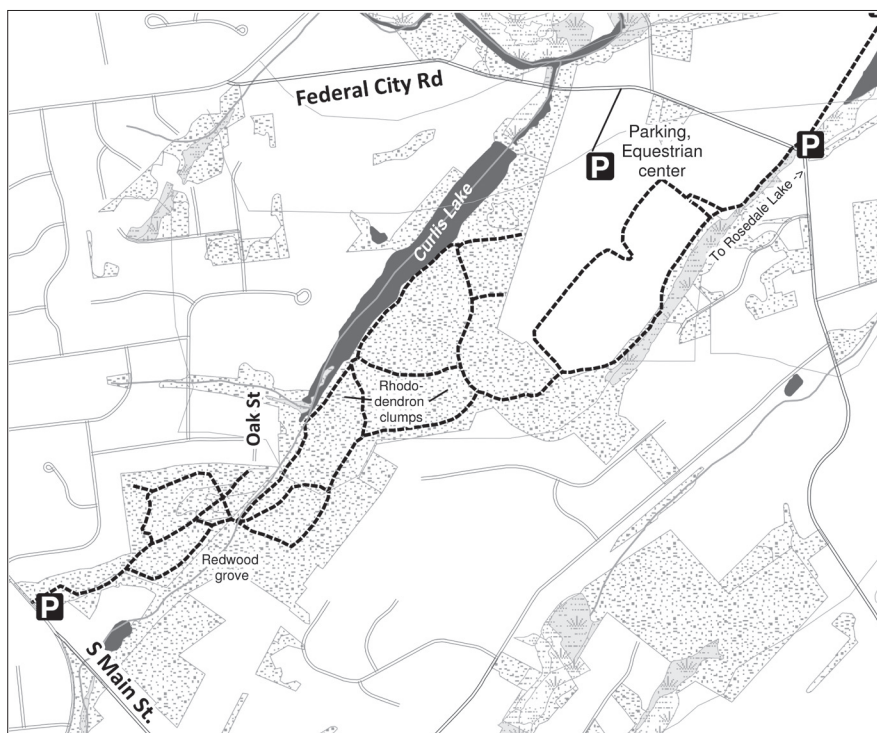 Federal City Rd
Parking,
Equestrian
center
P
P
To Rosedale Lake ->
Curlis Lake
Rhodo-
dendron
clumps
Oak St
Redwood
grove
P
S Main St.